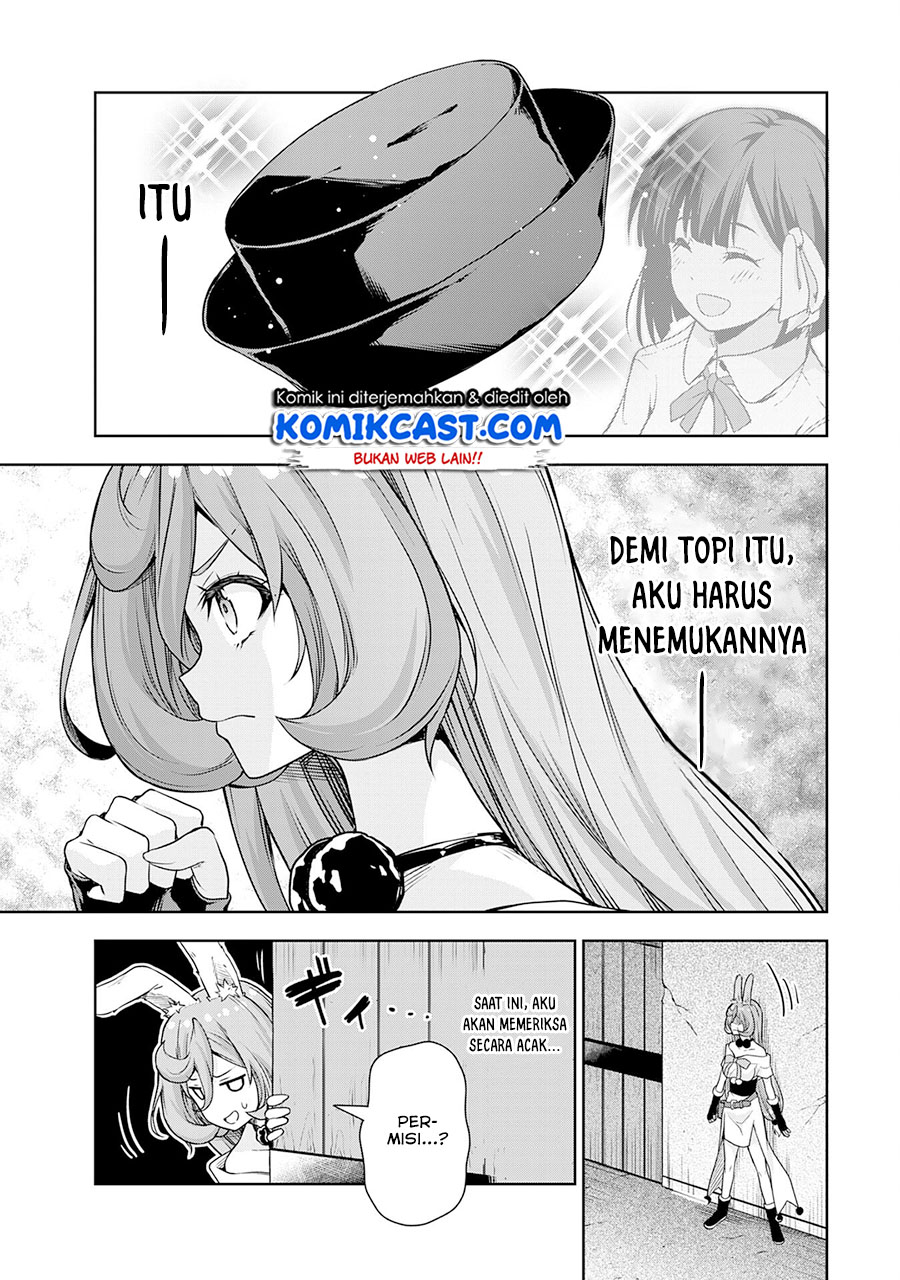 ITU
—
Komik ini diterjemahkan & diedit oleh
KOMIKCAST.COM
BUKAN WEB LAIN!!
DEMI TOPI ITU,
AKU HARUS
MENEMUKANNYA
—
SAAT INI, AKU
AKAN MEMERIKSA
SECARA ACAK...
ギィ...
PER-
MISI...?